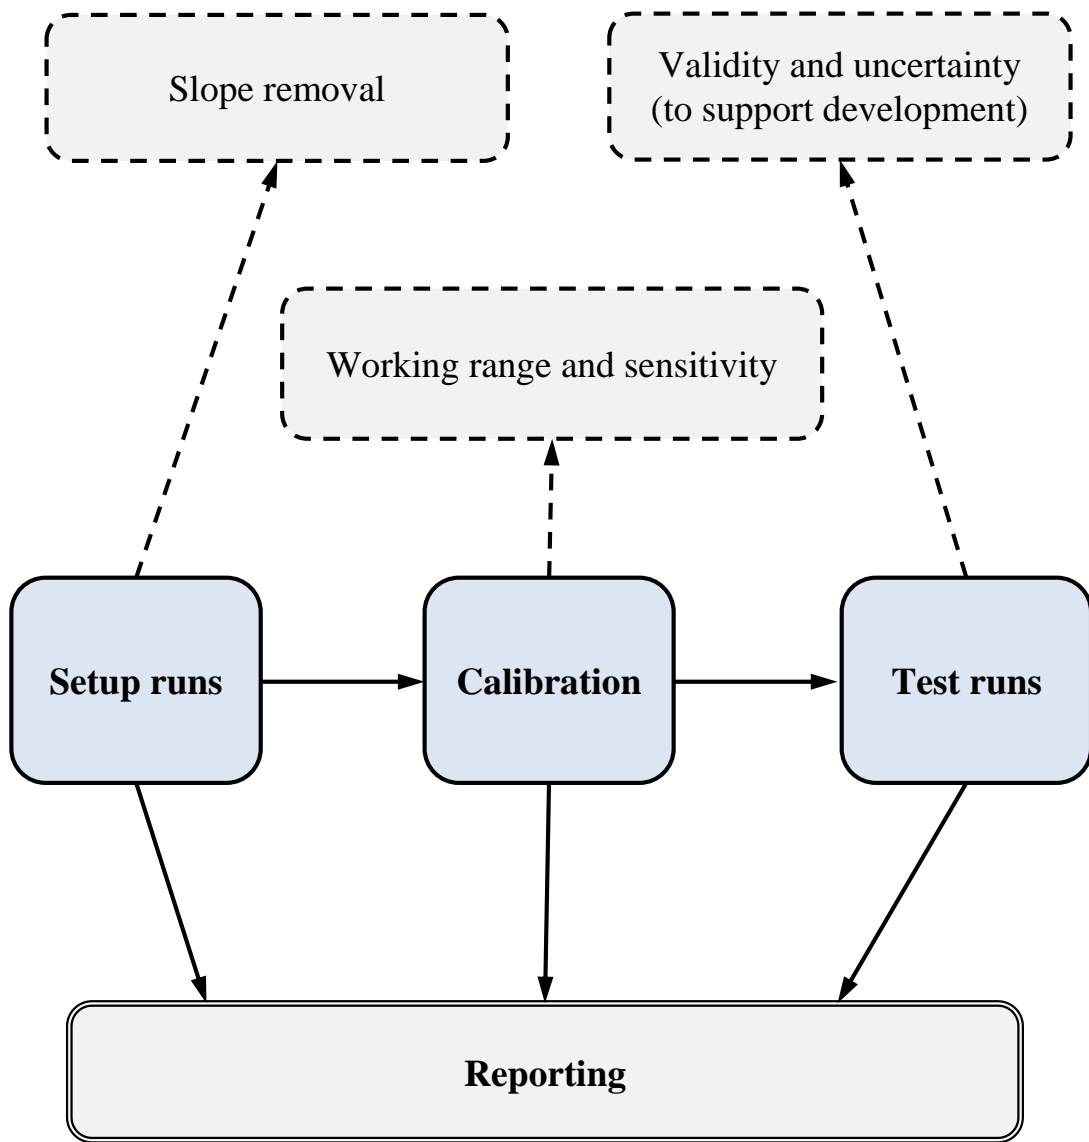 Slope removal
Validity and uncertainty
(to support development)
Working range and sensitivity
Setup runs
Calibration
Test runs
Reporting